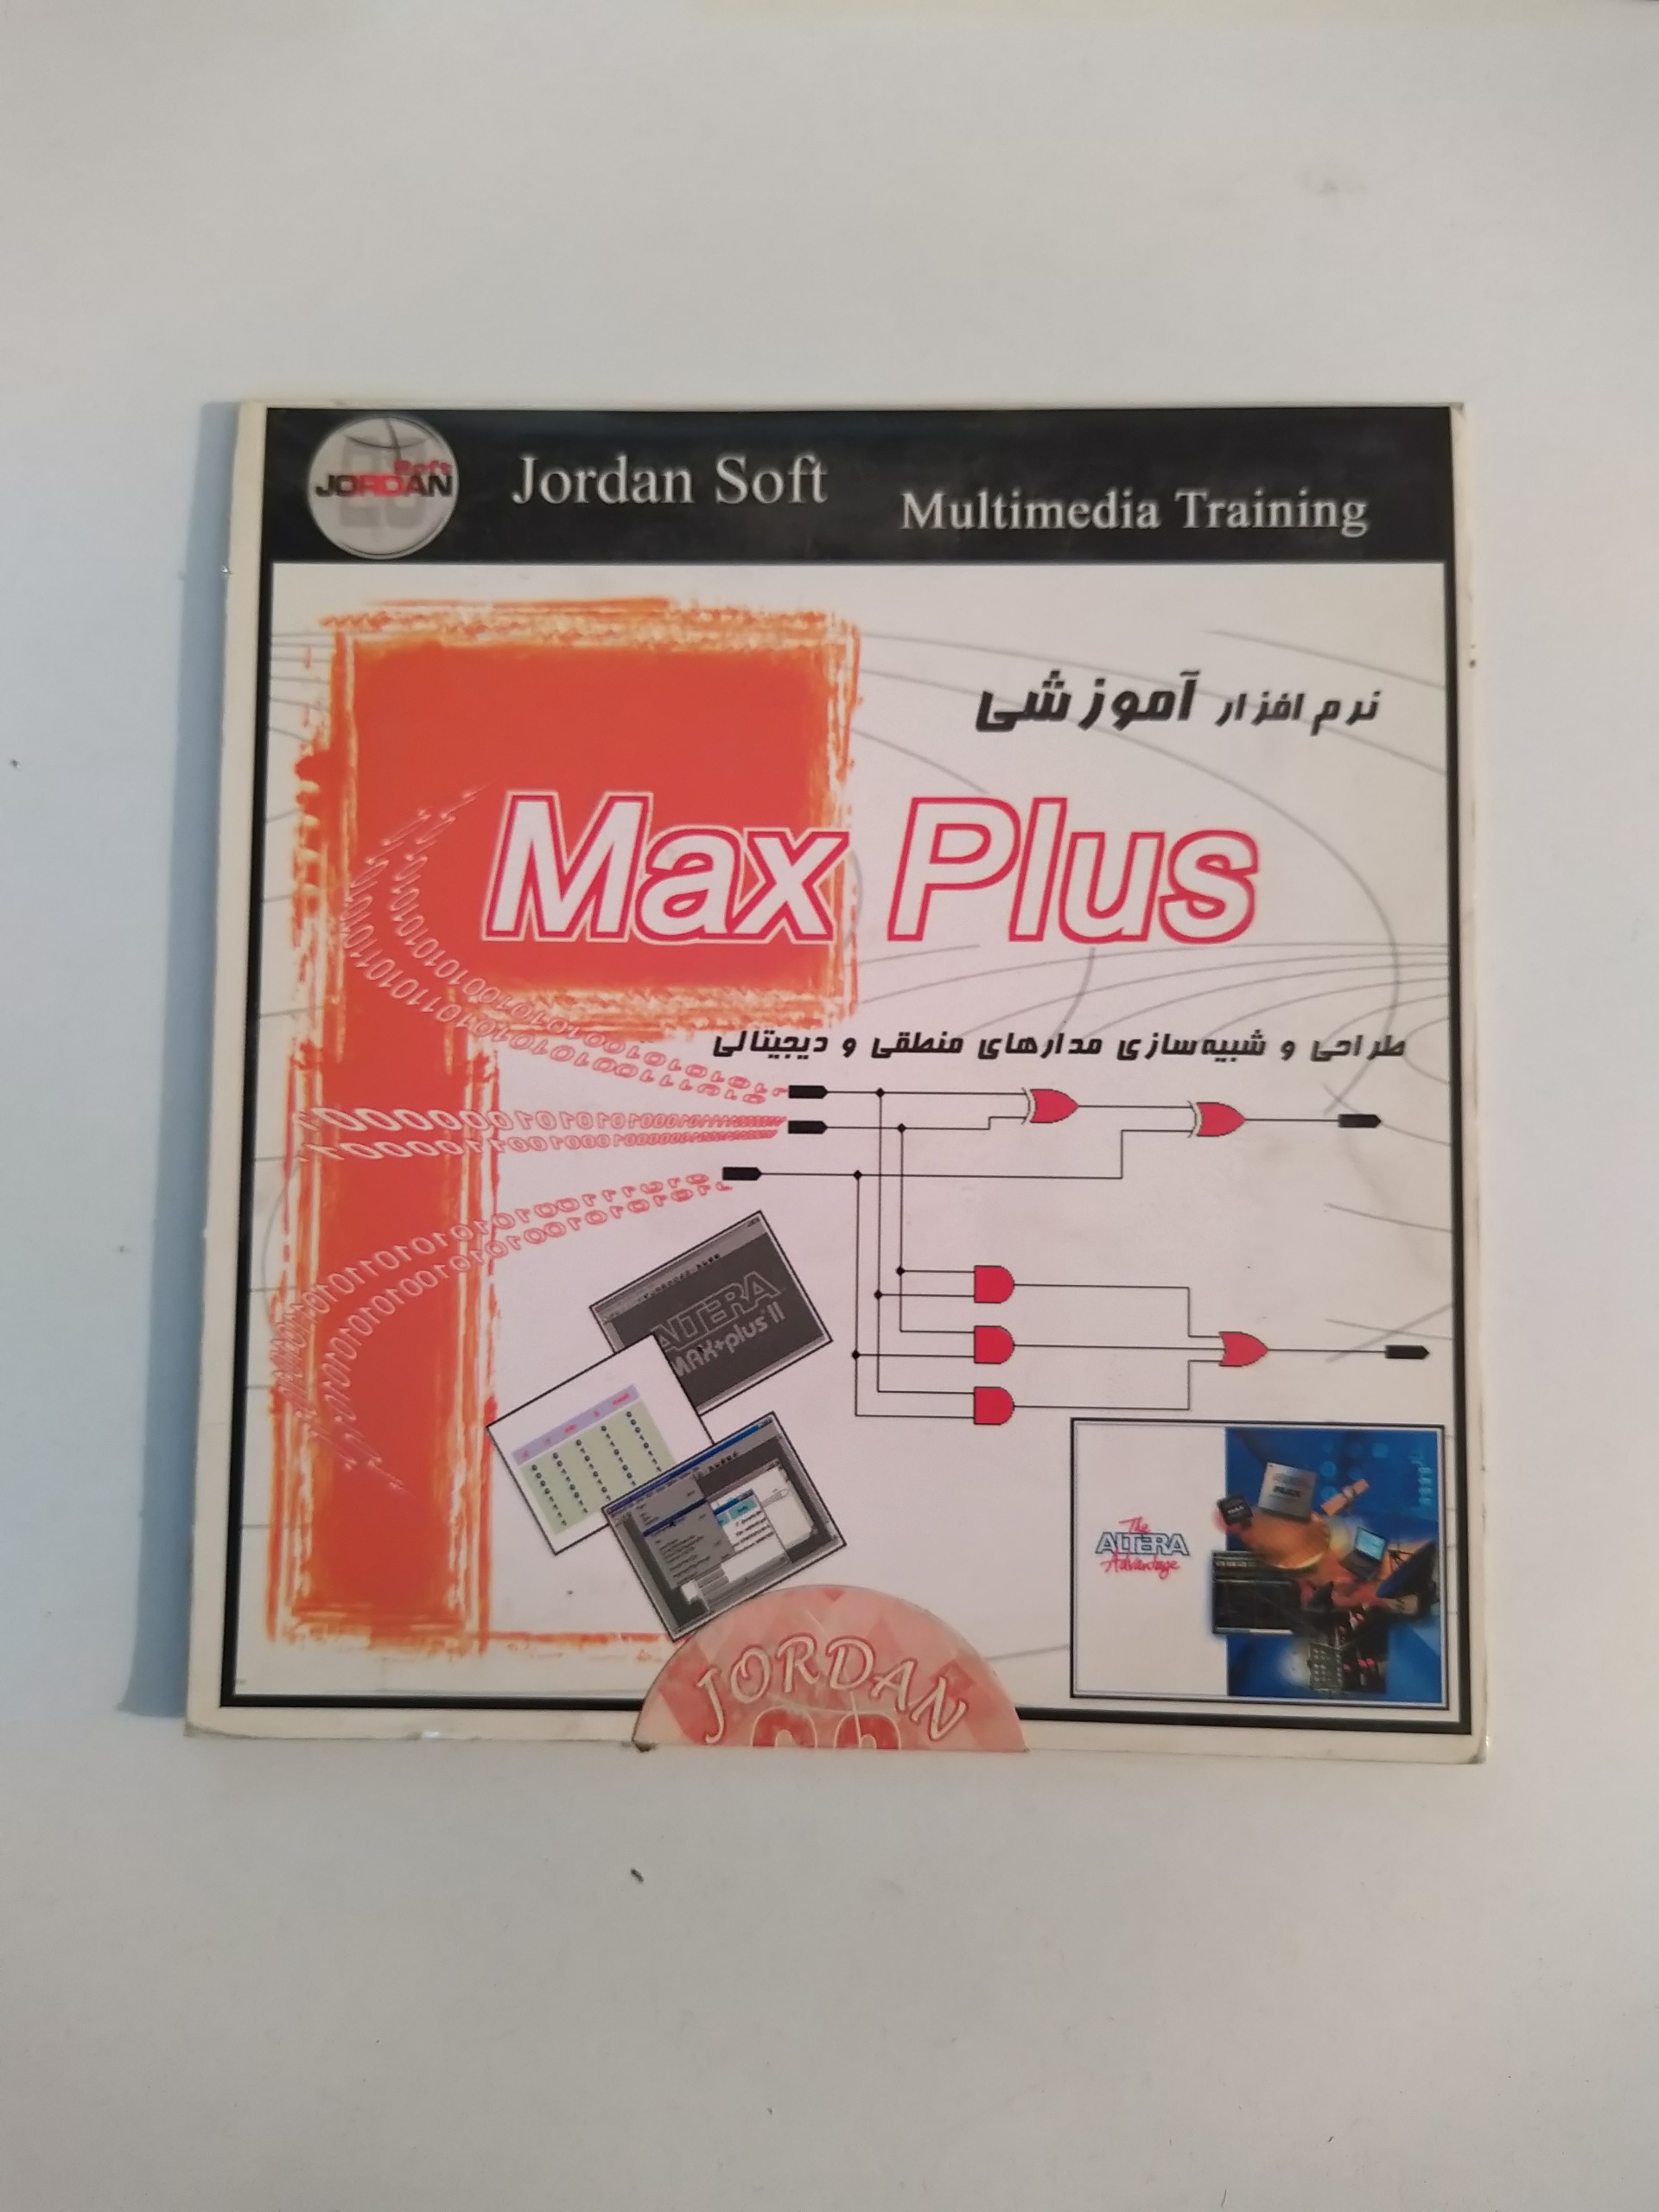 Soft
JORDAN
Jordan Soft
Multimedia Training
نرم افزار آموزشی
Max Plus
طراحی و شبیه‌سازی مدارهای منطقی و دیجیتالی
ALTERA
MAX+plus II
The
ALTERA
Advantage
JORDAN